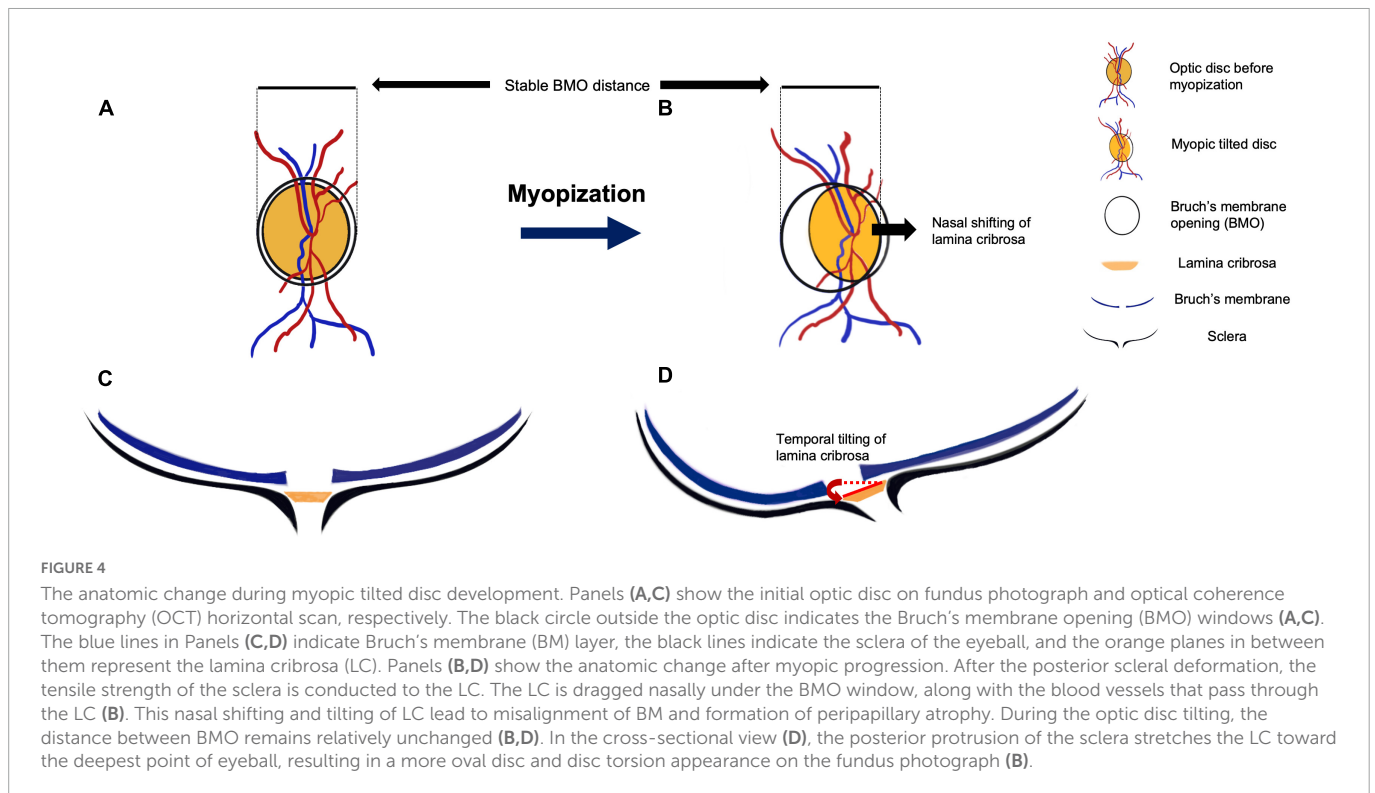 Stable BMO distance
A
B
Optic disc before
myopization
Myopic tilted disc
Myopization
Bruch's membrane
opening (BMO)
Nasal shifting of
lamina cribrosa
Lamina cribrosa
Bruch's membrane
Sclera
C
D
Temporal tilting of
lamina cribrosa
FIGURE 4
The anatomic change during myopic tilted disc development. Panels (A,C) show the initial optic disc on fundus photograph and optical coherence
tomography (OCT) horizontal scan, respectively. The black circle outside the optic disc indicates the Bruch's membrane opening (BMO) windows (A,C).
The blue lines in Panels (C,D) indicate Bruch's membrane (BM) layer, the black lines indicate the sclera of the eyeball, and the orange planes in between
them represent the lamina cribrosa (LC). Panels (B,D) show the anatomic change after myopic progression. After the posterior scleral deformation, the
tensile strength of the sclera is conducted to the LC. The LC is dragged nasally under the BMO window, along with the blood vessels that pass through
the LC (B). This nasal shifting and tilting of LC lead to misalignment of BM and formation of peripapillary atrophy. During the optic disc tilting, the
distance between BMO remains relatively unchanged (B,D). In the cross-sectional view (D), the posterior protrusion of the sclera stretches the LC toward
the deepest point of eyeball, resulting in a more oval disc and disc torsion appearance on the fundus photograph (B).